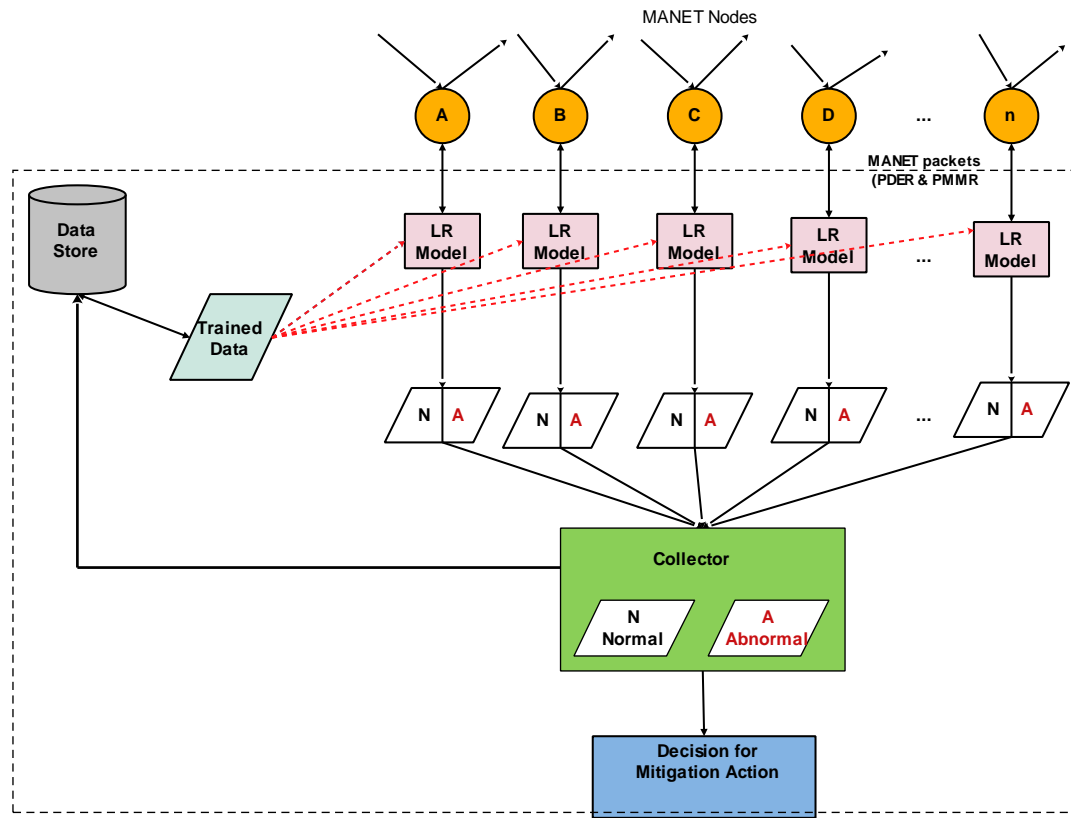 MANET Nodes
A
B
C
D
...
n
MANET packets
(PDER & PMMR
Data
Store
LR
Model
LR
Model
LR
Model
LR
Model
...
LR
Model
Trained
Data
N A
N A
N A
N A
...
N A
Collector
N
Normal
A
Abnormal
Decision for
Mitigation Action